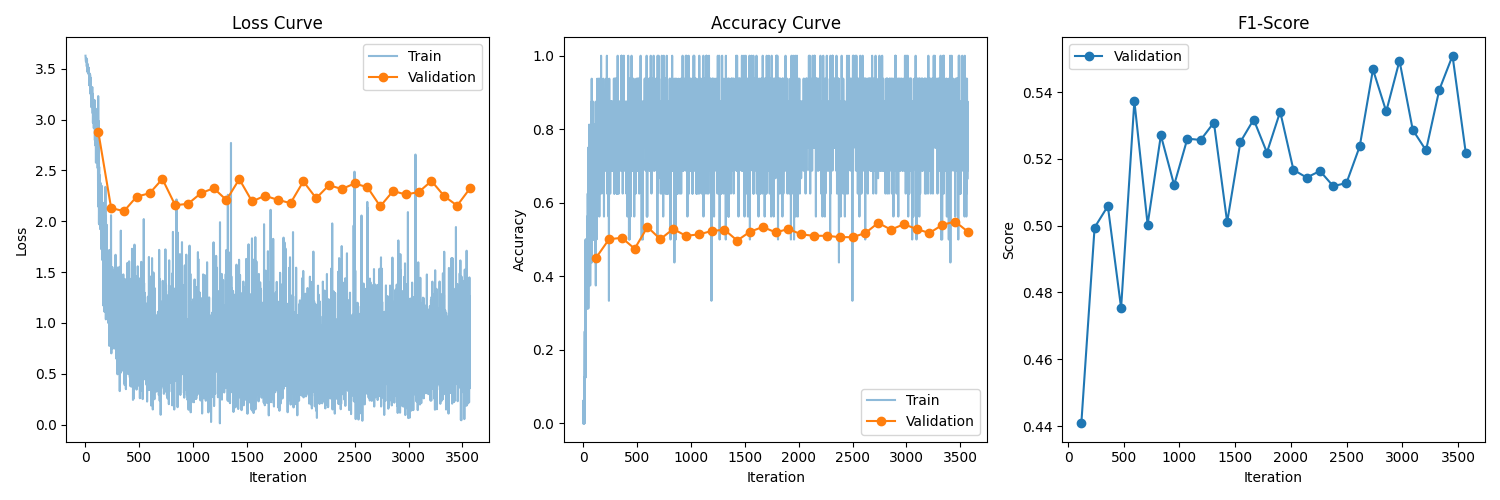 Loss Curve
Loss
3.5
3.0
2.5
2.0
1.5
1.0
0.5
0.0
Train
Validation
0 500 1000 1500 2000 2500 3000 3500
Iteration
Accuracy Curve
Accuracy
1.0
0.8
0.6
0.4
0.2
0.0
Train
Validation
0 500 1000 1500 2000 2500 3000 3500
Iteration
F1-Score
Score
Validation
0.54
0.52
0.50
0.48
0.46
0.44
0 500 1000 1500 2000 2500 3000 3500
Iteration